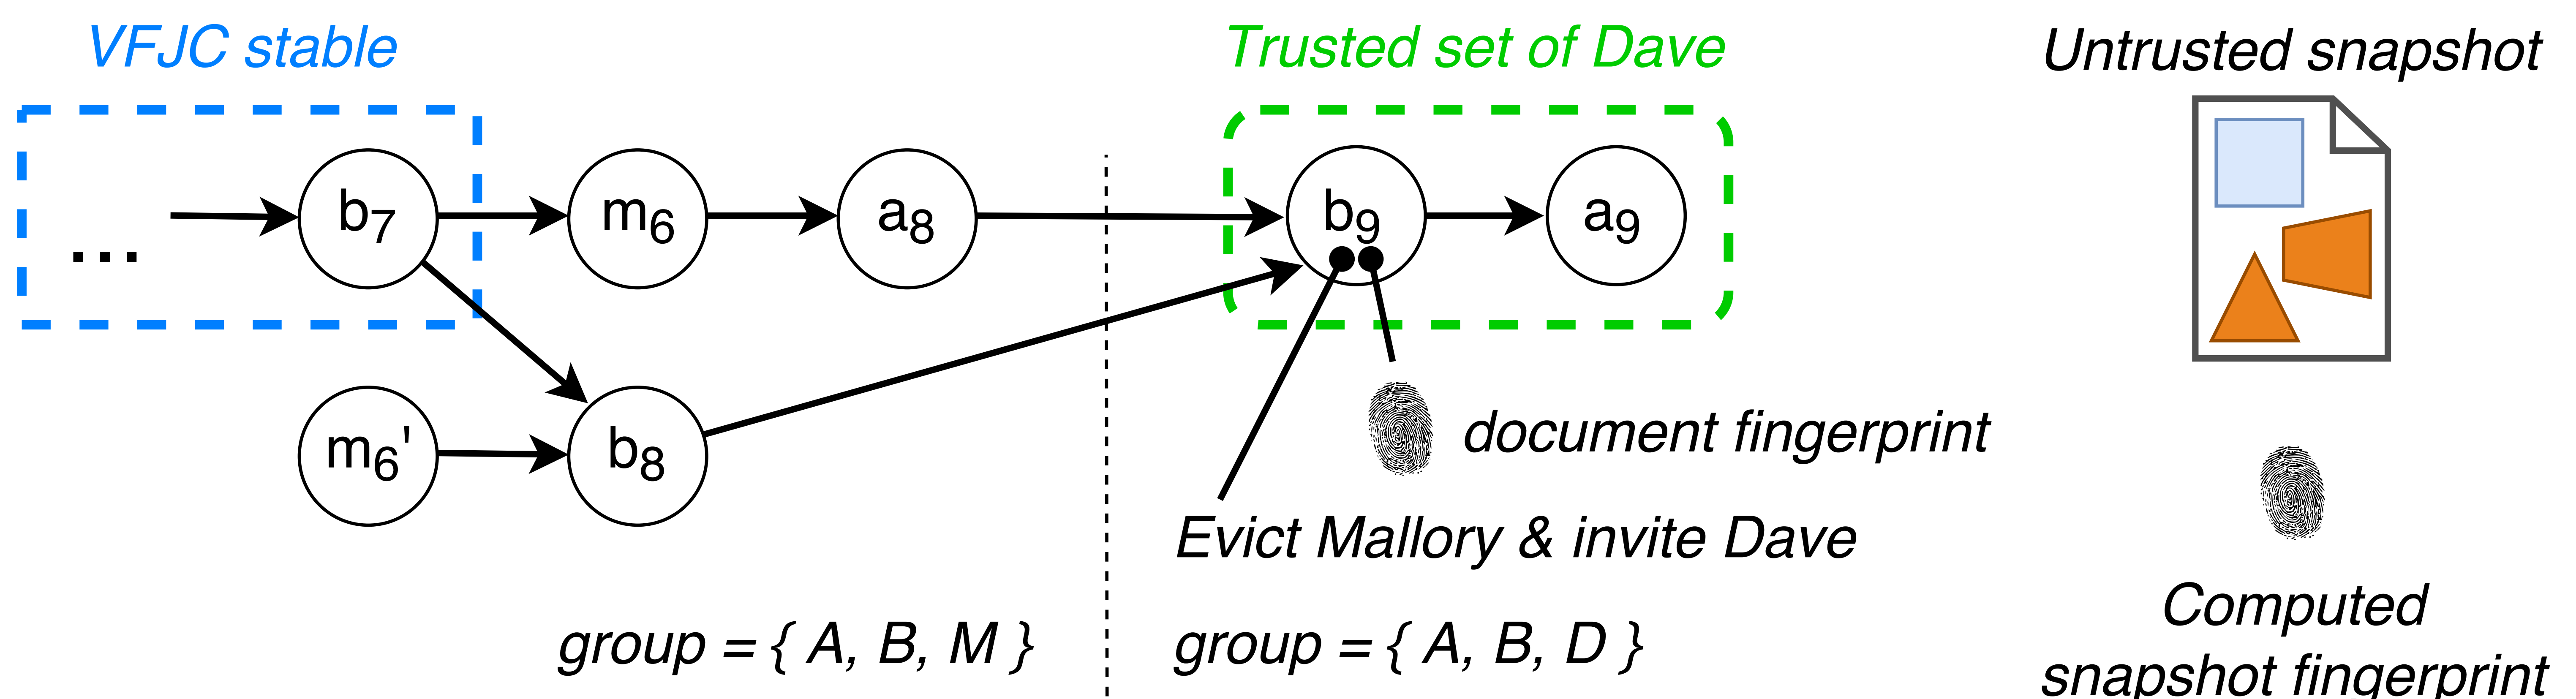 VFJC stable
Trusted set of Dave
Untrusted snapshot
...
b7
m6
a8
b9
a9
m6'
b8
document fingerprint
Evict Mallory & invite Dave
group = { A, B, M }
group = { A, B, D }
Computed
snapshot fingerprint